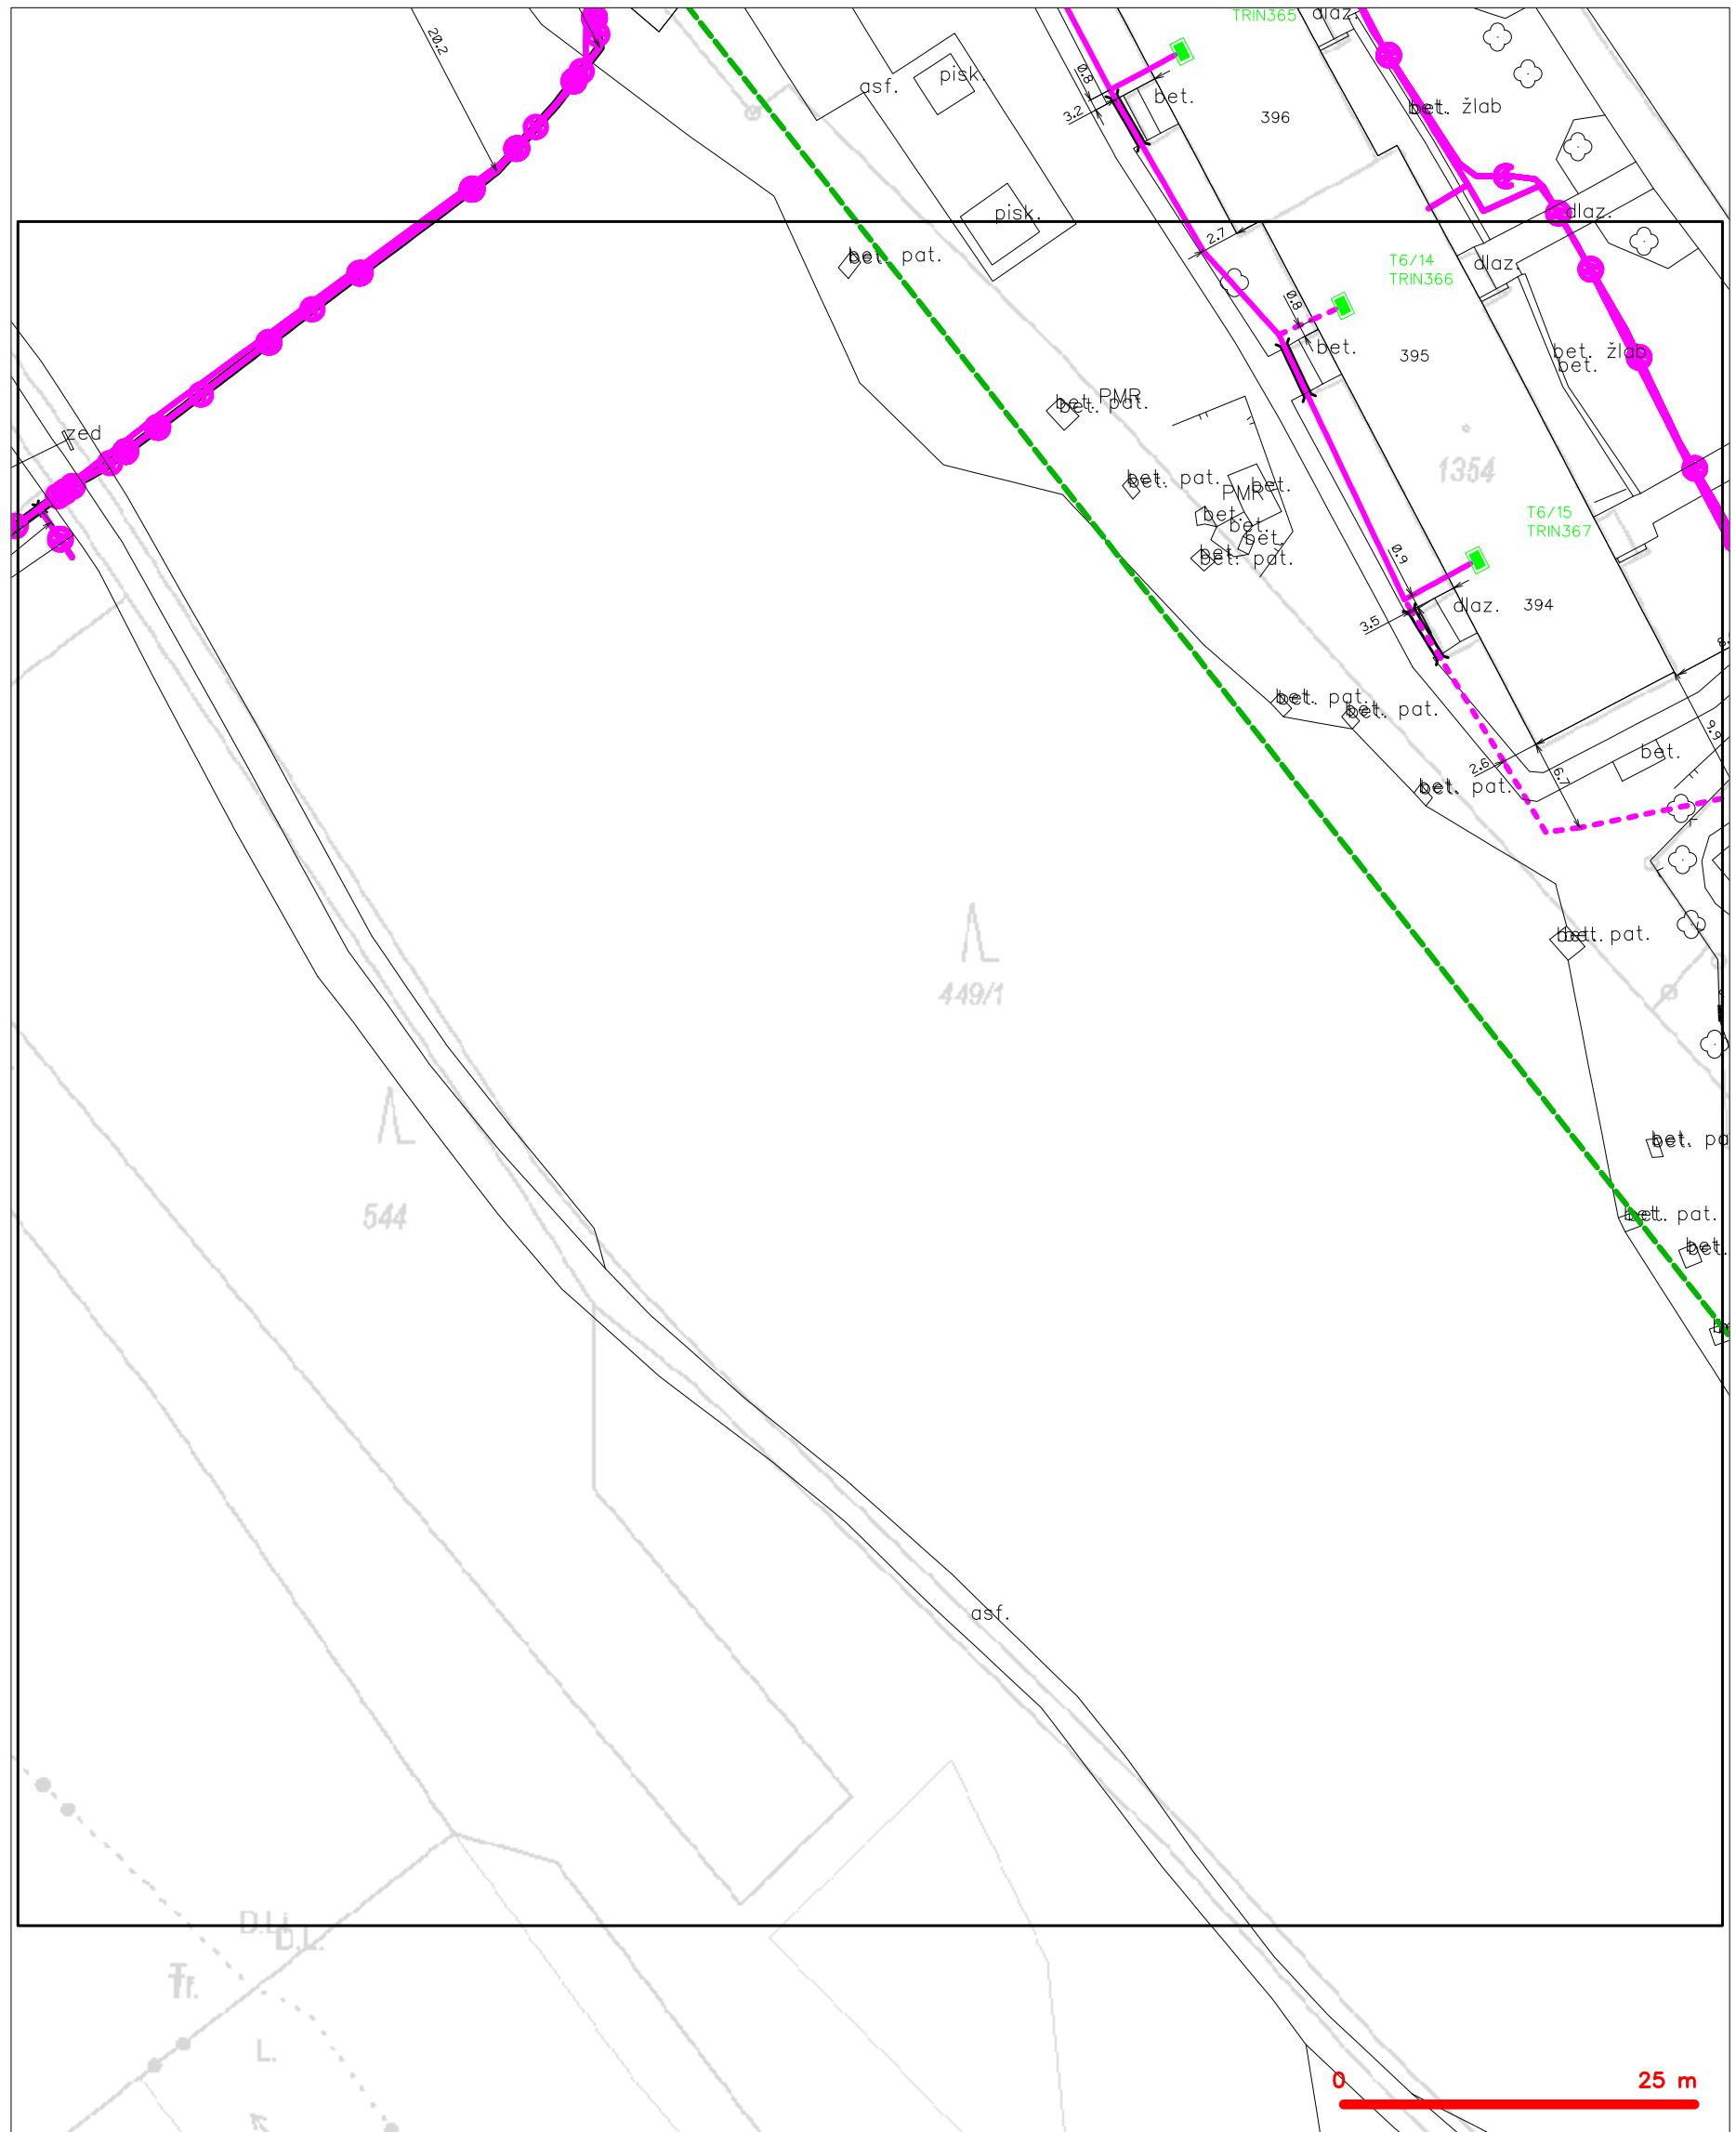 TRIN365
dlaz.
20.2
pisk.
asf.
0.8
bet.
3.2
396
bet. žlab
pisk.
dlaz.
2.7
bet. pat.
T6/14
TRIN366
dlaz.
0.8
bet.
395
bet. žlab
bet.
PMR
bet. pat.
zed
1354
bet. pat.
bet.
PMR
T6/15
TRIN367
bet.
bet.
bet.
bet. pat.
0.9
dlaz.
394
3.5
bet. pat.
bet. pat.
9.9
bet.
2.6
6.7
bet. pat.
bet. pat.
449/1
bet. pa
544
bet. pat.
bet.
asf.
D.L.
D.L.
Tr.
L.
0
25 m